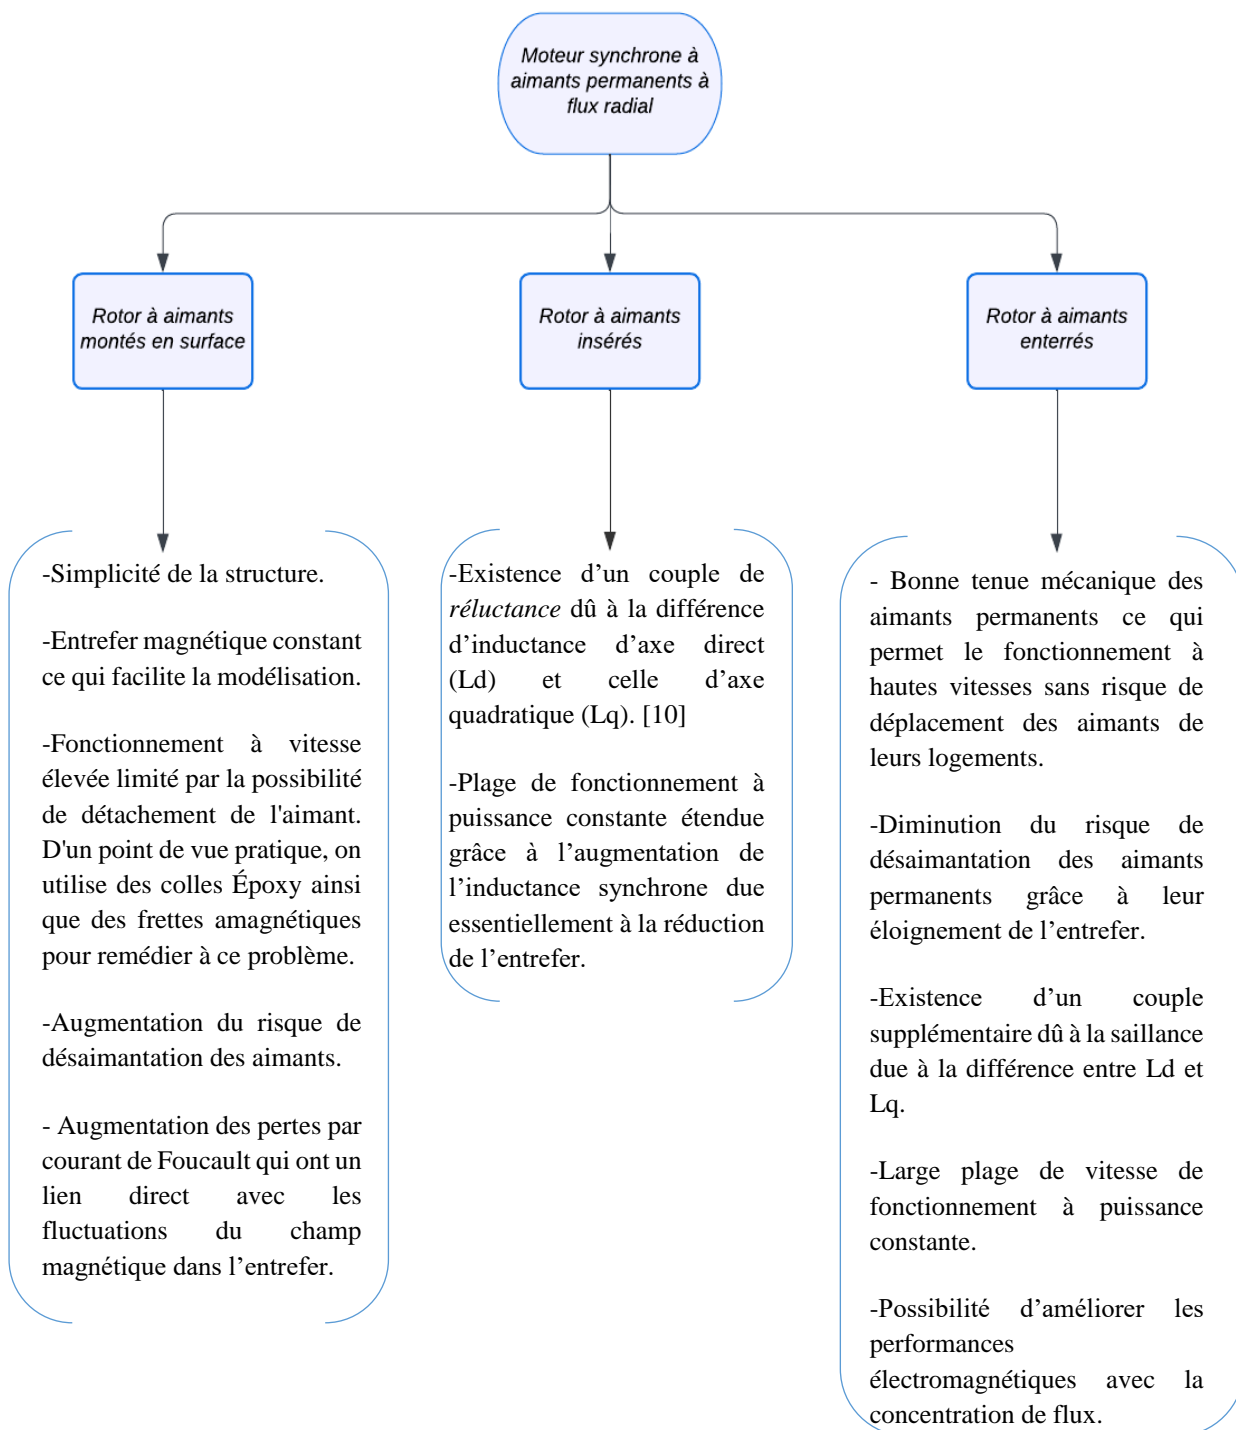 Moteur synchrone à
aimants permanents à
flux radial
Rotor à aimants
montés en surface
Rotor à aimants
insérés
Rotor à aimants
enterrés
-Simplicité de la structure.
-Entrefer magnétique constant
ce qui facilite la modélisation.
-Fonctionnement à vitesse
élevée limité par la possibilité
de détachement de l'aimant.
D'un point de vue pratique, on
utilise des colles Époxy ainsi
que des frettes amagnétiques
pour remédier à ce problème.
-Augmentation du risque de
désaimantation des aimants.
- Augmentation des pertes par
courant de Foucault qui ont un
lien direct avec les
fluctuations du champ
magnétique dans l’entrefer.
-Existence d’un couple de
réluctance dû à la différence
d’inductance d’axe direct
(Ld) et celle d’axe
quadratique (Lq). [10]
-Plage de fonctionnement à
puissance constante étendue
grâce à l’augmentation de
l’inductance synchrone due
essentiellement à la réduction
de l’entrefer.
- Bonne tenue mécanique des
aimants permanents ce qui
permet le fonctionnement à
hautes vitesses sans risque de
déplacement des aimants de
leurs logements.
-Diminution du risque de
désaimantation des aimants
permanents grâce à leur
éloignement de l’entrefer.
-Existence d’un couple
supplémentaire dû à la saillance
due à la différence entre Ld et
Lq.
-Large plage de vitesse de
fonctionnement à puissance
constante.
-Possibilité d’améliorer les
performances
électromagnétiques avec la
concentration de flux.